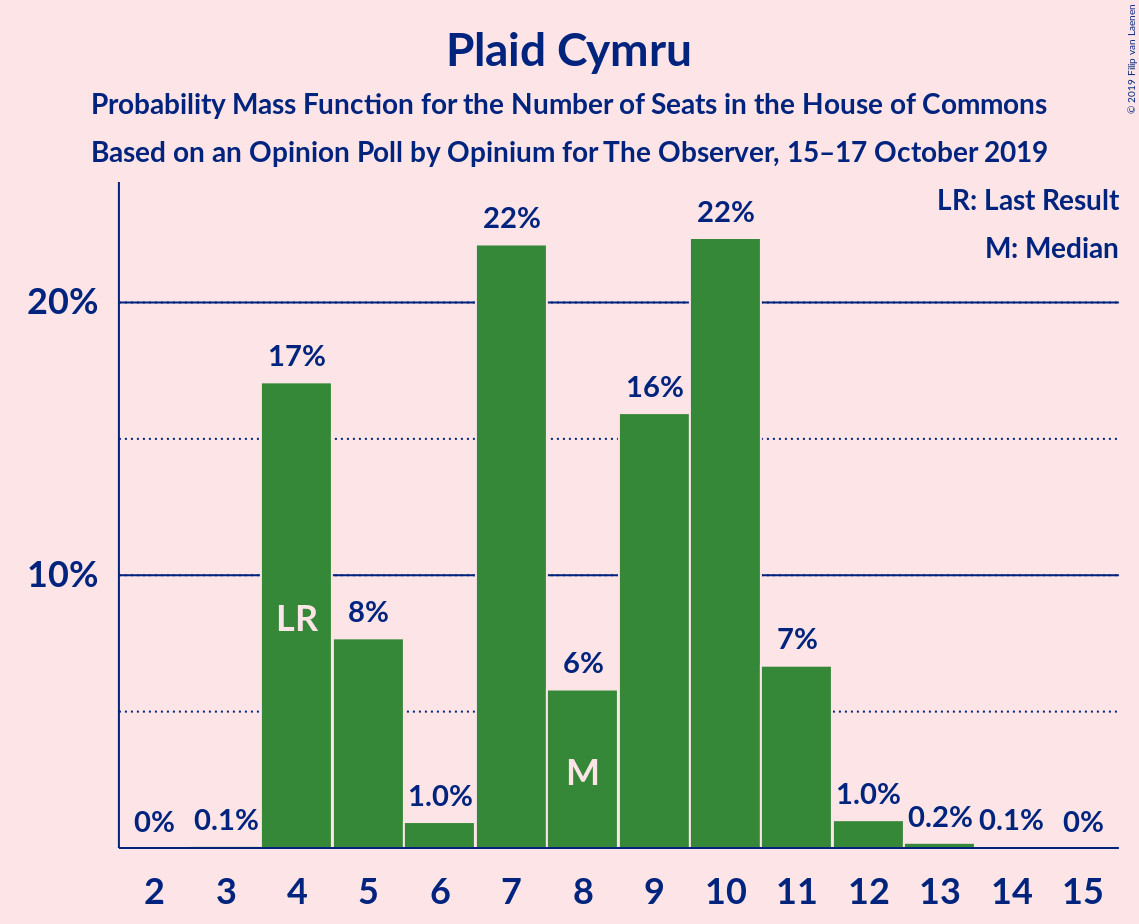 Plaid Cymru
Probability Mass Function for the Number of Seats in the House of Commons
Based on an Opinion Poll by Opinium for The Observer, 15–17 October 2019
© 2019 Filip van Laenen
LR: Last Result
M: Median
20%
10%
0%
0.1%
17%
8%
1.0%
22%
6%
16%
22%
7%
1.0%
0.2%
0.1%
0%
LR
M
2 3 4 5 6 7 8 9 10 11 12 13 14 15